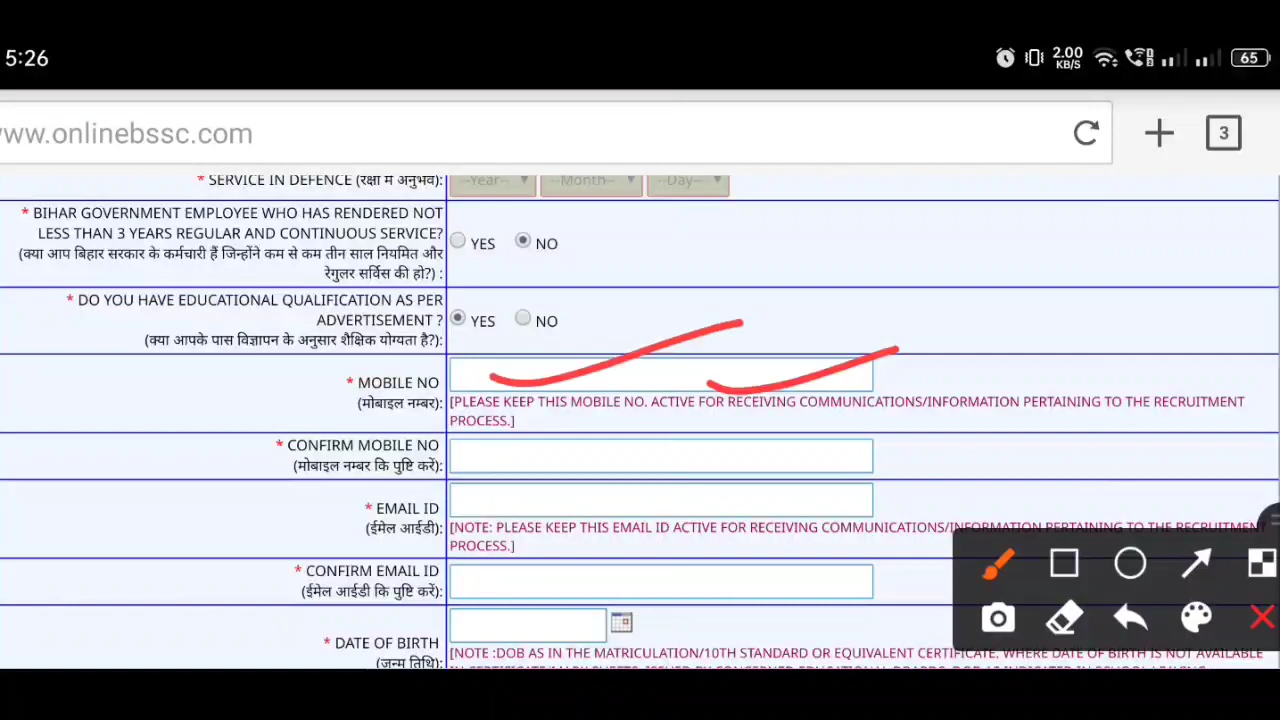 5:26
2.00
KB/S
65
www.onlinebssc.com
3
* SERVICE IN DEFENCE (रक्षा में अनुभव):
--Year-- --Month-- --Day--
* BIHAR GOVERNMENT EMPLOYEE WHO HAS RENDERED NOT
LESS THAN 3 YEARS REGULAR AND CONTINUOUS SERVICE?
(क्या आप बिहार सरकार के कर्मचारी हैं जिन्होंने कम से कम तीन साल नियमित और
रेगुलर सर्विस की हो?) :
YES NO
* DO YOU HAVE EDUCATIONAL QUALIFICATION AS PER
ADVERTISEMENT ?
(क्या आपके पास विज्ञापन के अनुसार शैक्षिक योग्यता है?):
YES NO
* MOBILE NO
(मोबाइल नम्बर):
[PLEASE KEEP THIS MOBILE NO. ACTIVE FOR RECEIVING COMMUNICATIONS/INFORMATION PERTAINING TO THE RECRUITMENT
PROCESS.]
* CONFIRM MOBILE NO
(मोबाइल नम्बर कि पुष्टि करें):
* EMAIL ID
(ईमेल आईडी):
[NOTE: PLEASE KEEP THIS EMAIL ID ACTIVE FOR RECEIVING COMMUNICATIONS/INFORMATION PERTAINING TO THE RECRUITMENT
PROCESS.]
* CONFIRM EMAIL ID
(ईमेल आईडी कि पुष्टि करें):
* DATE OF BIRTH
(जन्म तिथि):
[NOTE :DOB AS IN THE MATRICULATION/10TH STANDARD OR EQUIVALENT CERTIFICATE. WHERE DATE OF BIRTH IS NOT AVAILABLE